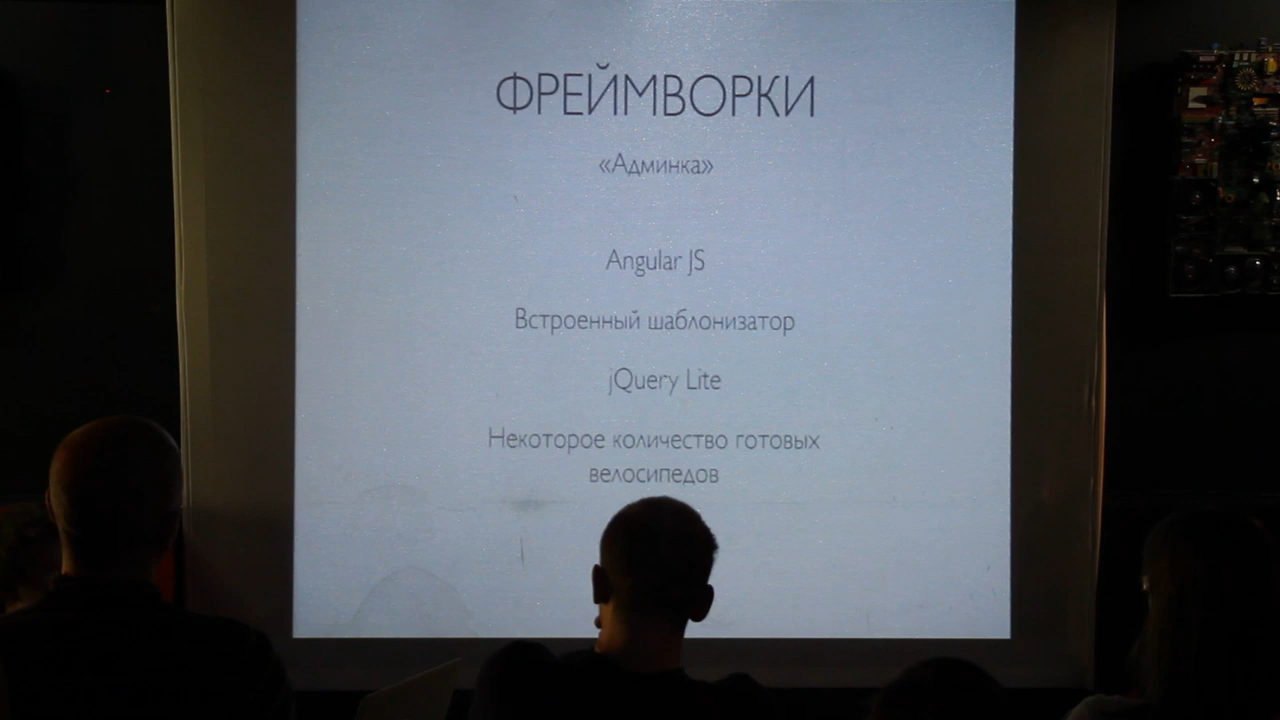 ФРЕЙМВОРКИ
«Админка»
Angular JS
Встроенный шаблонизатор
jQuery Lite
Некоторое количество готовых
велосипедов